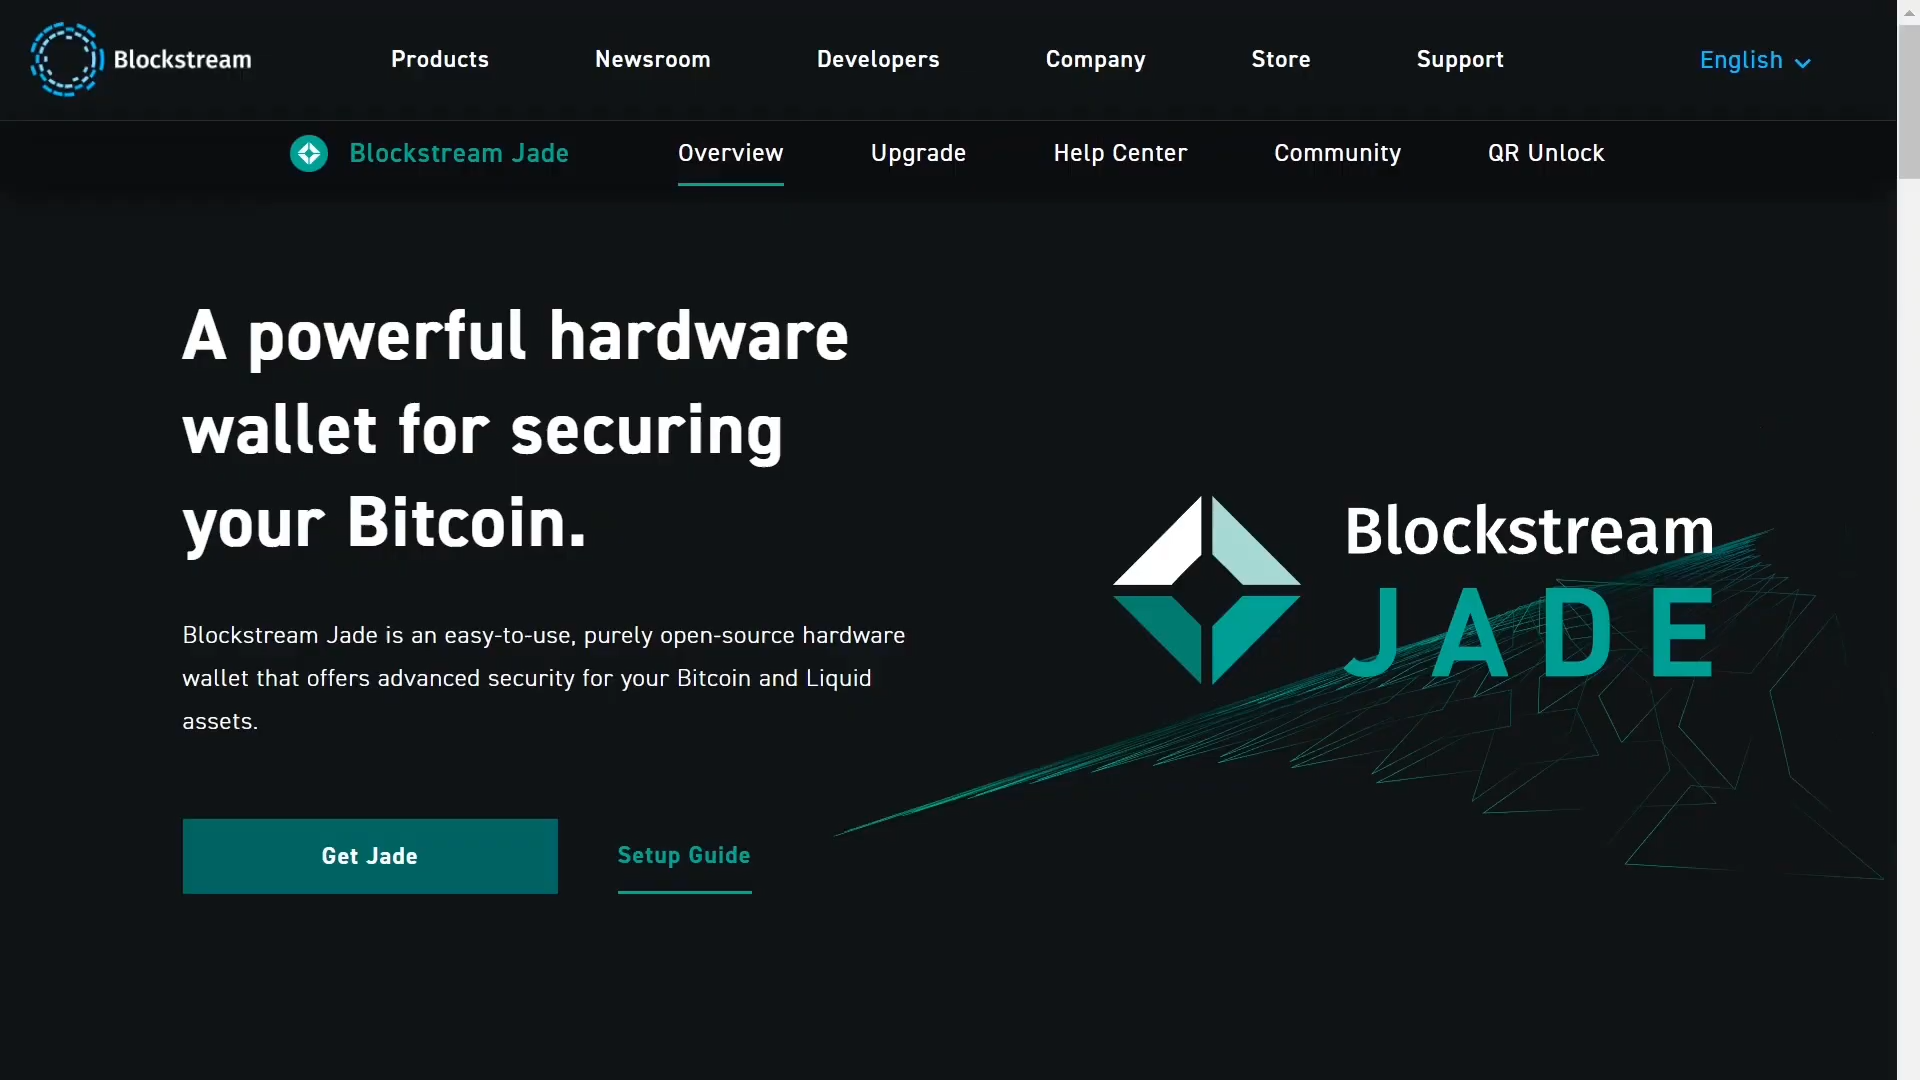 Blockstream
Products
Newsroom
Developers
Company
Store
Support
English
Blockstream Jade
Overview
Upgrade
Help Center
Community
QR Unlock
A powerful hardware
wallet for securing
your Bitcoin.
Blockstream Jade is an easy-to-use, purely open-source hardware
wallet that offers advanced security for your Bitcoin and Liquid
assets.
Get Jade
Setup Guide
Blockstream
JADE